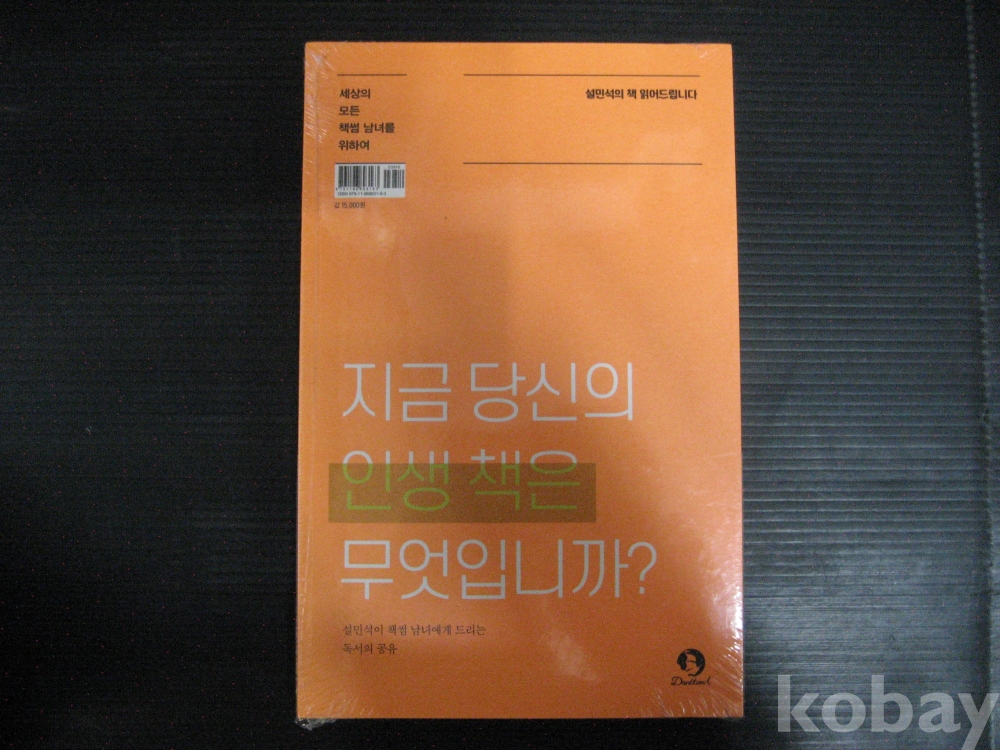 세상의
모든
책썸 남녀를
위하여
설민석의 책 읽어드립니다
값 15,000원
지금 당신의
인생 책은
무엇입니까?
설민석이 책썸 남녀에게 드리는
독서의 공유
kobay